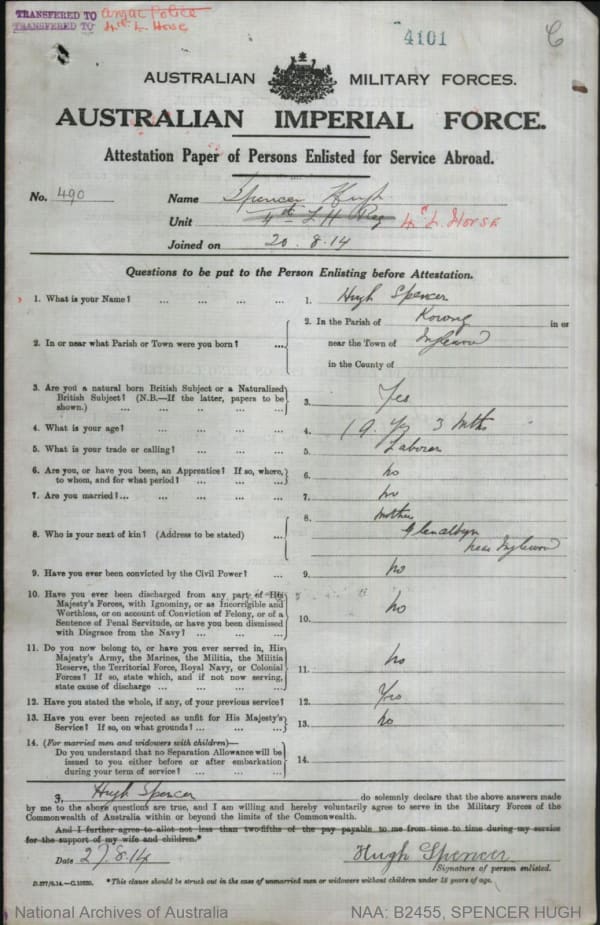 TRANSFERED TO Anzac Police
TRANSFERED TO 4th L. Horse
4101
C
AUSTRALIAN MILITARY FORCES.
AUSTRALIAN IMPERIAL FORCE.
Attestation Paper of Persons Enlisted for Service Abroad.
No. 490 Name Spencer Hugh
Unit 4th L H Reg 4th L. Horse
Joined on 20.8.14
Questions to be put to the Person Enlisting before Attestation.
1. What is your Name? ... ... ... ... 1. Hugh Spencer
2. In or near what Parish or Town were you born? ... 2. In the Parish of Korong in or
near the Town of Inglewood
in the County of
3. Are you a natural born British Subject or a Naturalized
British Subject? (N.B.—If the latter, papers to be
shown.) ... ... ... ... ... 3. Yes
4. What is your age? ... ... ... ... 4. 19 Yrs 3 Mths
5. What is your trade or calling? ... ... ... 5. Laborer
6. Are you, or have you been, an Apprentice? If so, where,
to whom, and for what period? ... ... ... 6. no
7. Are you married?... ... ... ... ... 7. no
8. Who is your next of kin? (Address to be stated) ... 8. Mother
Glenalbyn
near Inglewood
9. Have you ever been convicted by the Civil Power? ... 9. no
10. Have you ever been discharged from any part of His
Majesty's Forces, with Ignominy, or as Incorrigible and
Worthless, or on account of Conviction of Felony, or of a
Sentence of Penal Servitude, or have you been dismissed
with Disgrace from the Navy? ... ... ... 10. no
11. Do you now belong to, or have you ever served in, His
Majesty's Army, the Marines, the Militia, the Militia
Reserve, the Territorial Force, Royal Navy, or Colonial
Forces? If so, state which, and if not now serving,
state cause of discharge ... ... ... ... 11. no
12. Have you stated the whole, if any, of your previous service? 12. Yes
13. Have you ever been rejected as unfit for His Majesty's
Service? If so, on what grounds? ... ... ... 13. no
14. (For married men and widowers with children)—
Do you understand that no Separation Allowance will be
issued to you either before or after embarkation
during your term of service? ... ... ... 14.
I, Hugh Spencer do solemnly declare that the above answers made
by me to the above questions are true, and I am willing and hereby voluntarily agree to serve in the Military Forces of the
Commonwealth of Australia within or beyond the limits of the Commonwealth.
And I further agree to allot not less than two-fifths of the pay payable to me from time to time during my service
for the support of my wife and children.*
Date 27.8.14 Hugh Spencer
Signature of person enlisted.
D.277/8.14.—C.10930. *This clause should be struck out in the case of unmarried men or widowers without children under 18 years of age.
National Archives of Australia NAA: B2455, SPENCER HUGH